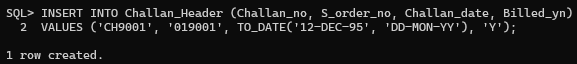 SQL> INSERT INTO Challan_Header (Challan_no, S_order_no, Challan_date, Billed_yn)
  2  VALUES ('CH9001', '019001', TO_DATE('12-DEC-95', 'DD-MON-YY'), 'Y');

1 row created.